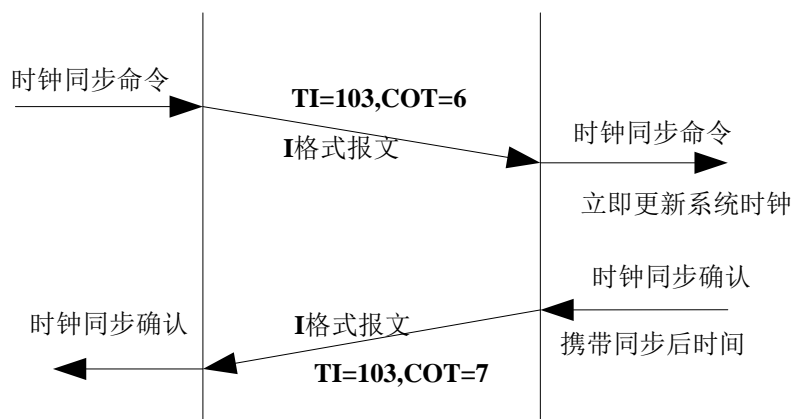 时钟同步命令
TI=103,COT=6
I格式报文
时钟同步命令
立即更新系统时钟
时钟同步确认
携带同步后时间
I格式报文
TI=103,COT=7
时钟同步确认